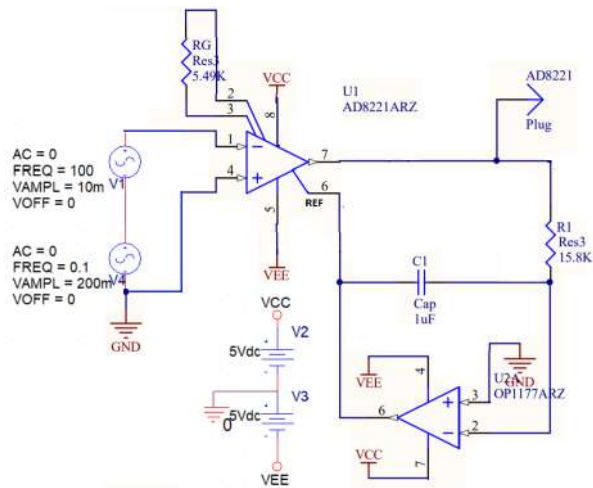 RG
Res3
5.49K
2
3
VCC
8
U1
AD8221ARZ
AD8221
Plug
1
7
4
6
REF
5
VEE
AC = 0
FREQ = 100
VAMPL = 10m
VOFF = 0
V1
AC = 0
FREQ = 0.1
VAMPL = 200m
VOFF = 0
V4
GND
R1
Res3
15.8K
C1
Cap
1uF
VCC
V2
5Vdc
V3
5Vdc
0
VEE
VEE
4
GND
U2A
OP1177ARZ
3
6
2
VCC
7